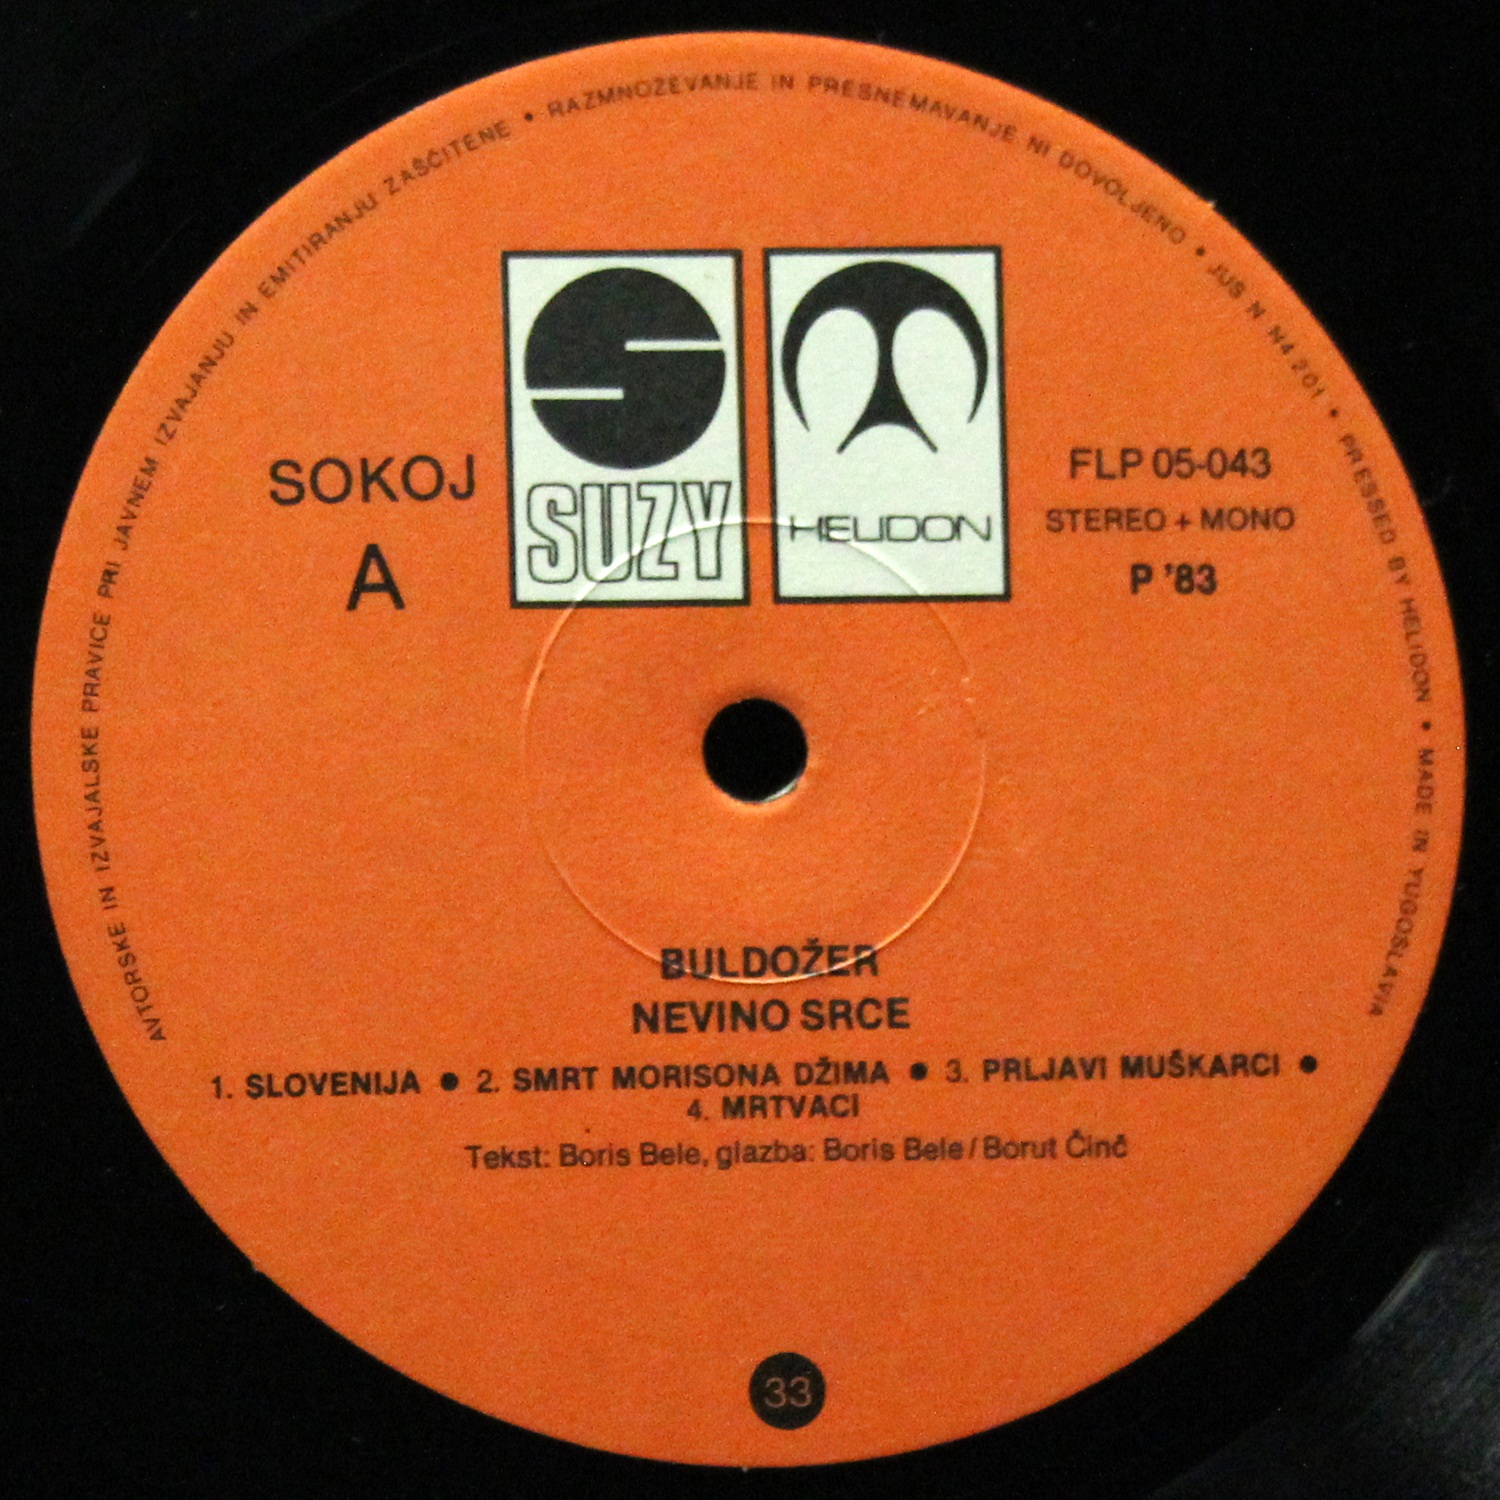 AVTORSKE IN IZVAJALSKE PRAVICE PRI JAVNEM IZVAJANJU IN EMITIRANJU ZAŠČITENE • RAZMNOŽEVANJE IN PRESNEMAVANJE NI DOVOLJENO • JUS N N4 201 • PRESSED BY HELIDON • MADE IN YUGOSLAVIA
S
SUZY
HELIDON
SOKOJ
A
FLP 05-043
STEREO + MONO
P '83
BULDOŽER
NEVINO SRCE
1. SLOVENIJA ● 2. SMRT MORISONA DŽIMA ● 3. PRLJAVI MUŠKARCI ●
4. MRTVACI
Tekst: Boris Bele, glazba: Boris Bele / Borut Činč
33